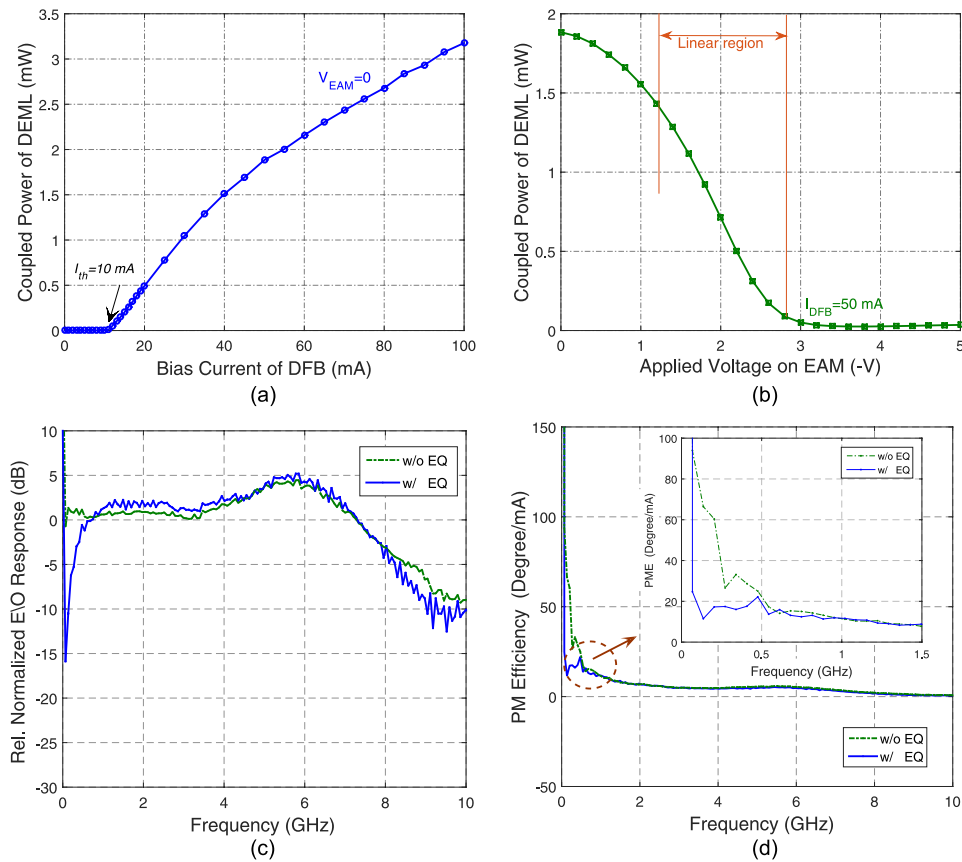 3.5
3
2.5
2
1.5
1
0.5
0
Coupled Power of DEML (mW)
V_EAM=0
I_th=10 mA
0 20 40 60 80 100
Bias Current of DFB (mA)
(a)
2
1.5
1
0.5
0
Coupled Power of DEML (mW)
Linear region
I_DFB=50 mA
0 1 2 3 4 5
Applied Voltage on EAM (-V)
(b)
10
5
0
-5
-10
-15
-20
-25
-30
Rel. Normalized E\O Response (dB)
w/o EQ
w/ EQ
0 2 4 6 8 10
Frequency (GHz)
(c)
150
100
50
0
-50
PM Efficiency (Degree/mA)
100
80
60
40
20
0
PME (Degree/mA)
w/o EQ
w/ EQ
0 0.5 1 1.5
Frequency (GHz)
w/o EQ
w/ EQ
0 2 4 6 8 10
Frequency (GHz)
(d)